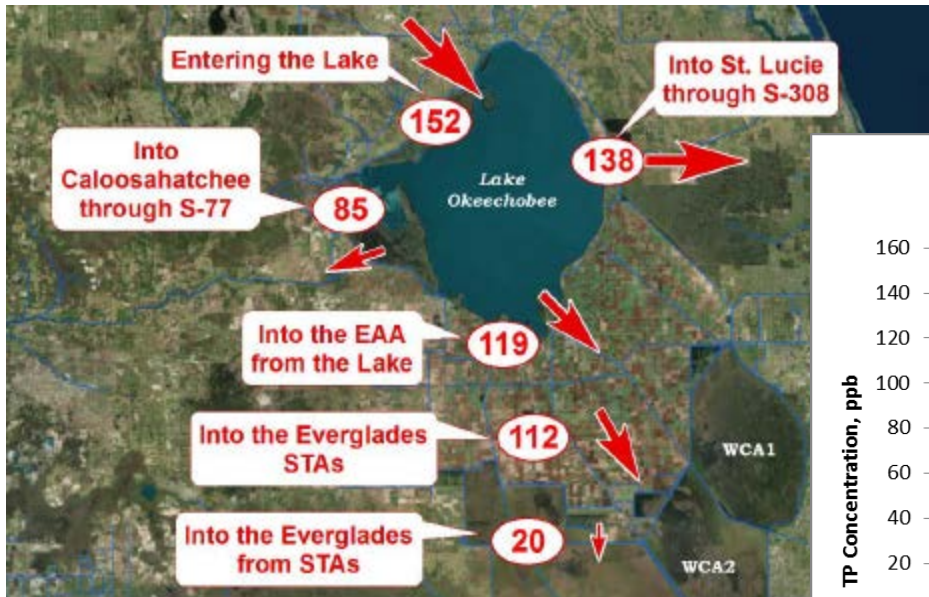 Entering the Lake
152
Into St. Lucie
through S-308
138
Into
Caloosahatchee
through S-77
85
Lake
Okeechobee
Into the EAA
from the Lake
119
Into the Everglades
STAs
112
WCA1
Into the Everglades
from STAs
20
WCA2
TP Concentration, ppb
160
140
120
100
80
60
40
20